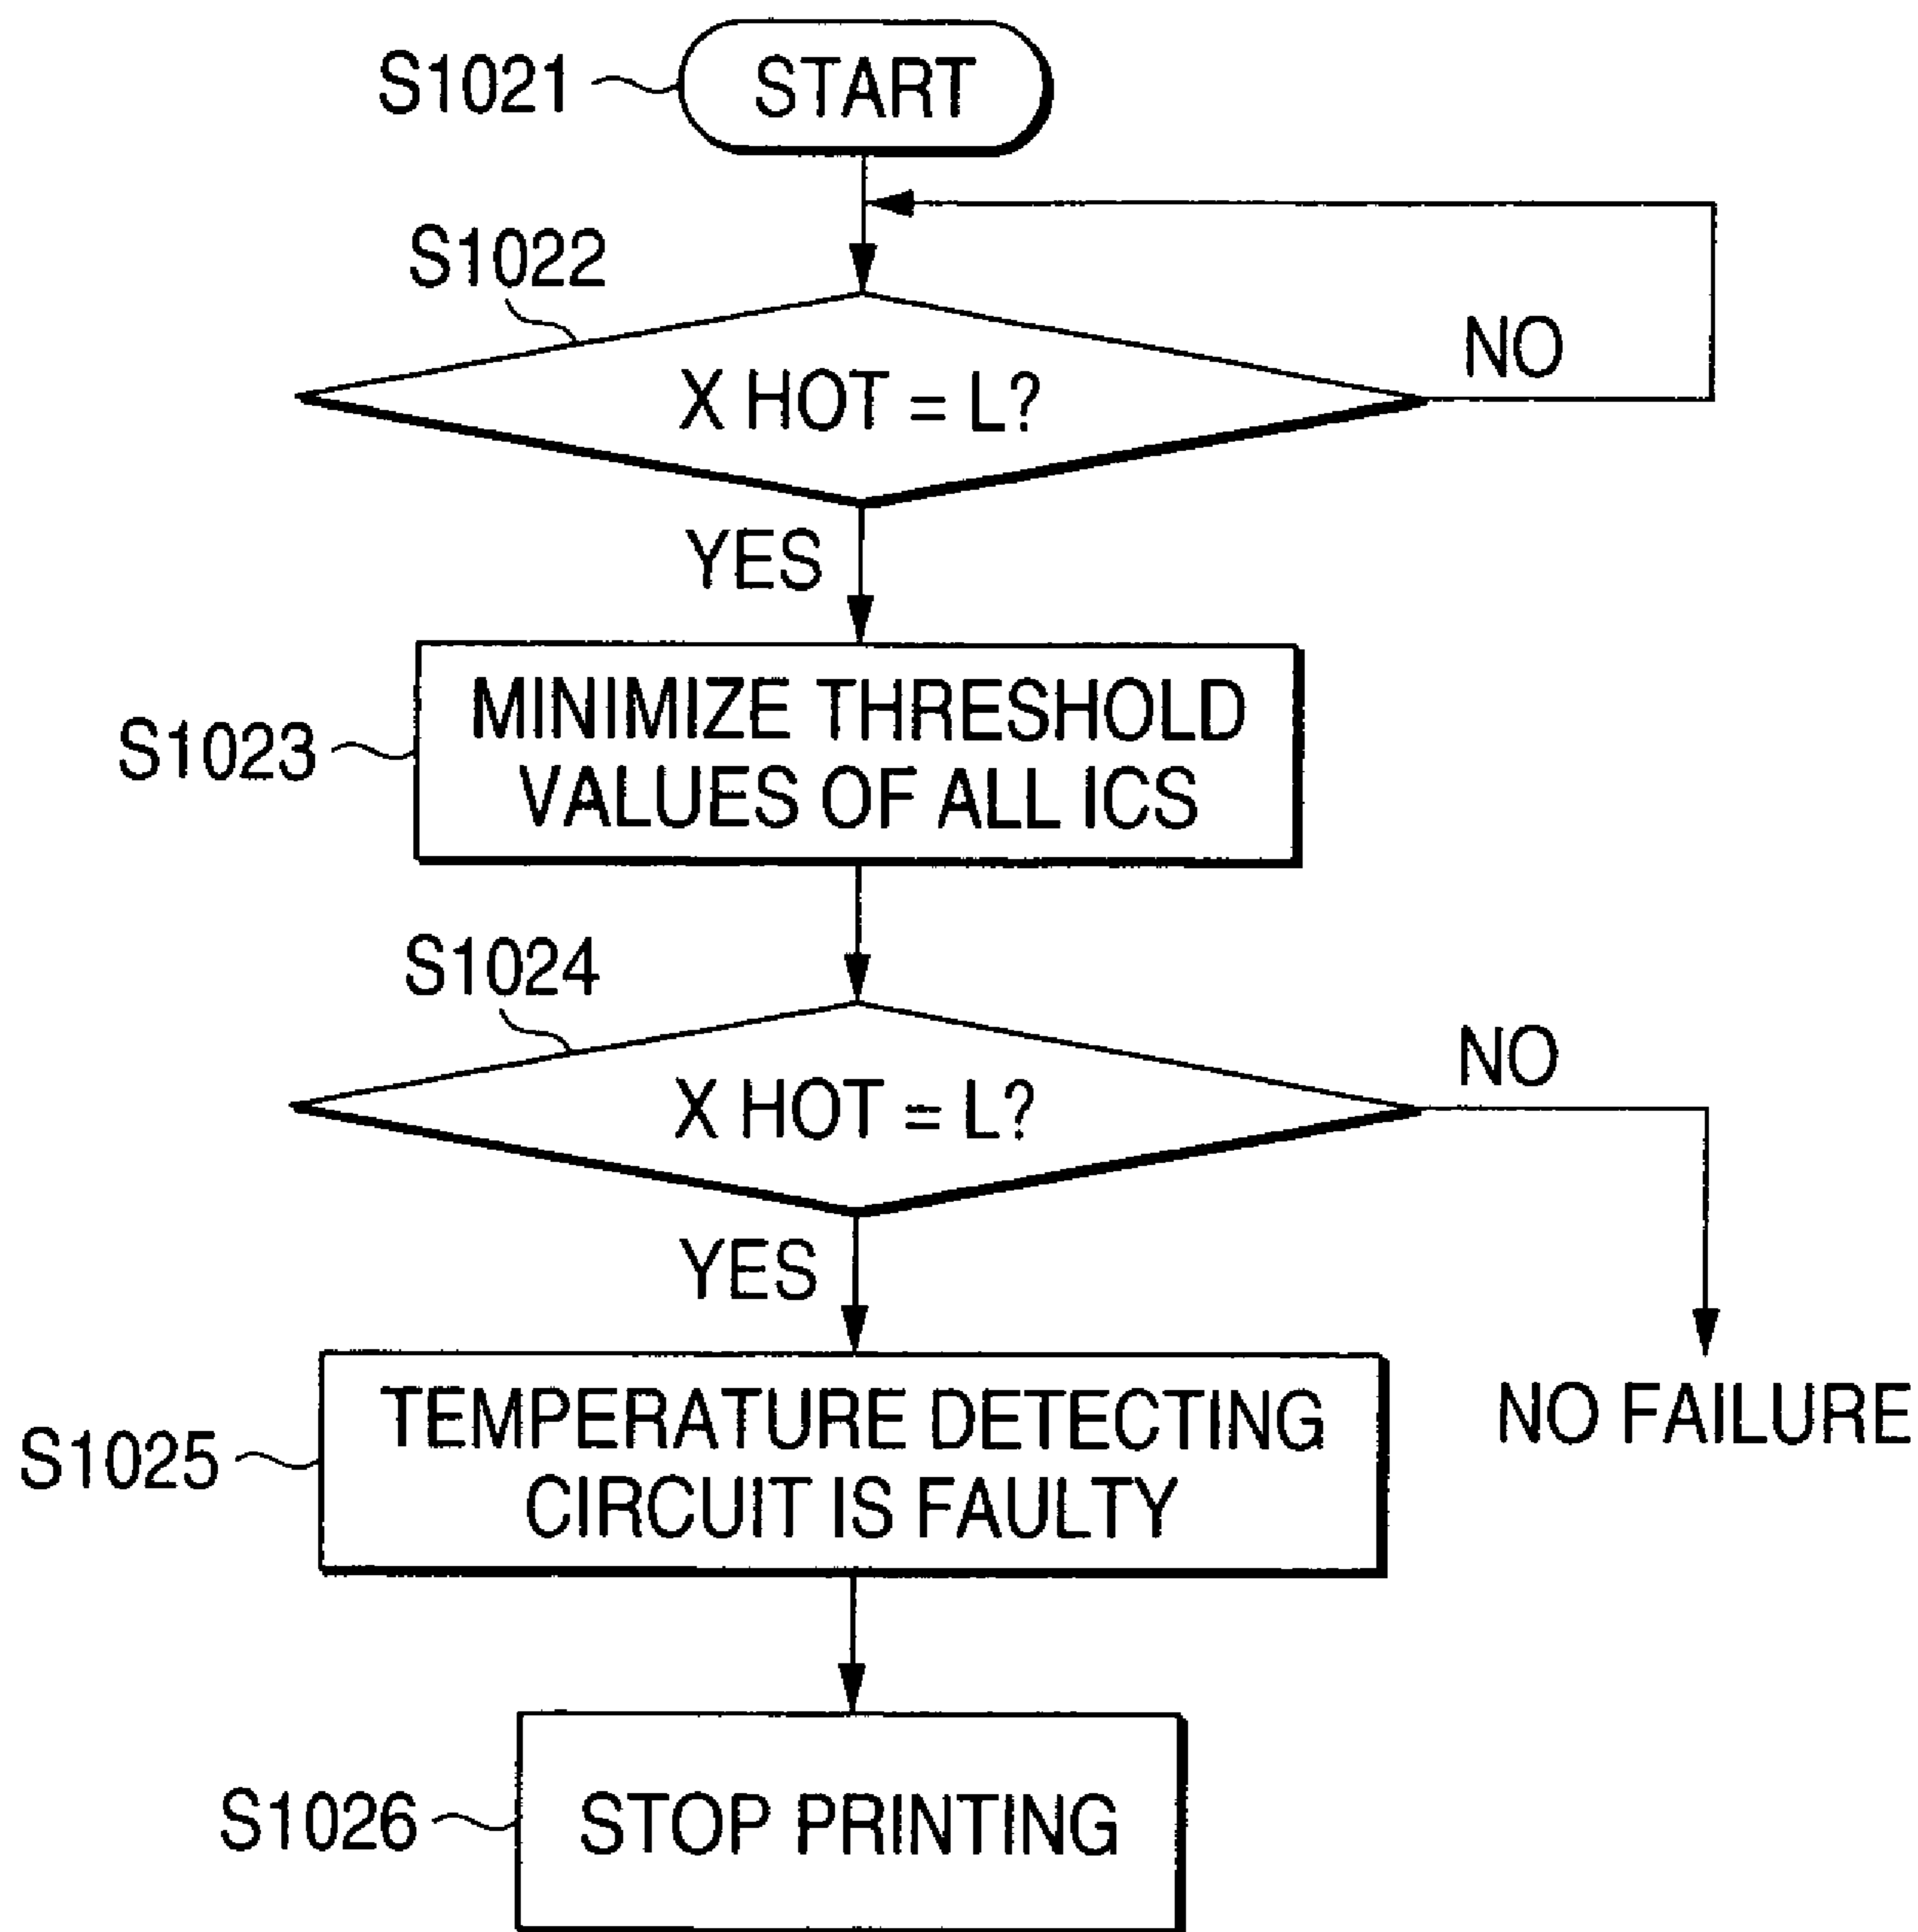 S1021
START
S1022
X HOT = L?
NO
YES
S1023
MINIMIZE THRESHOLD
VALUES OF ALL ICS
S1024
X HOT = L?
NO
YES
S1025
TEMPERATURE DETECTING
CIRCUIT IS FAULTY
NO FAILURE
S1026
STOP PRINTING